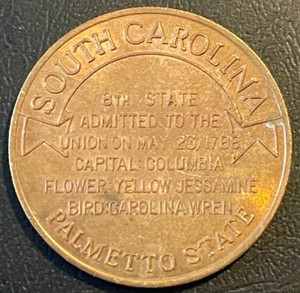 SOUTH CAROLINA
8TH STATE
ADMITTED TO THE
UNION ON MAY 23, 1788
CAPITAL·COLUMBIA
FLOWER·YELLOW JESSAMINE
BIRD·CAROLINA WREN
PALMETTO STATE